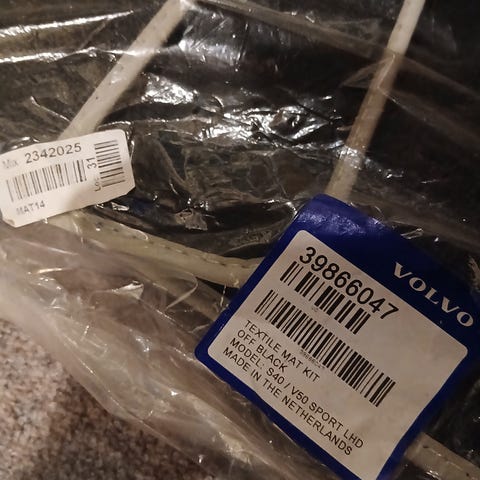 Mix 2342025
31
MAT14
VOLVO
39866047
TEXTILE MAT KIT
OFF.BLACK
MODEL: S40 / V50 SPORT LHD
MADE IN THE NETHERLANDS